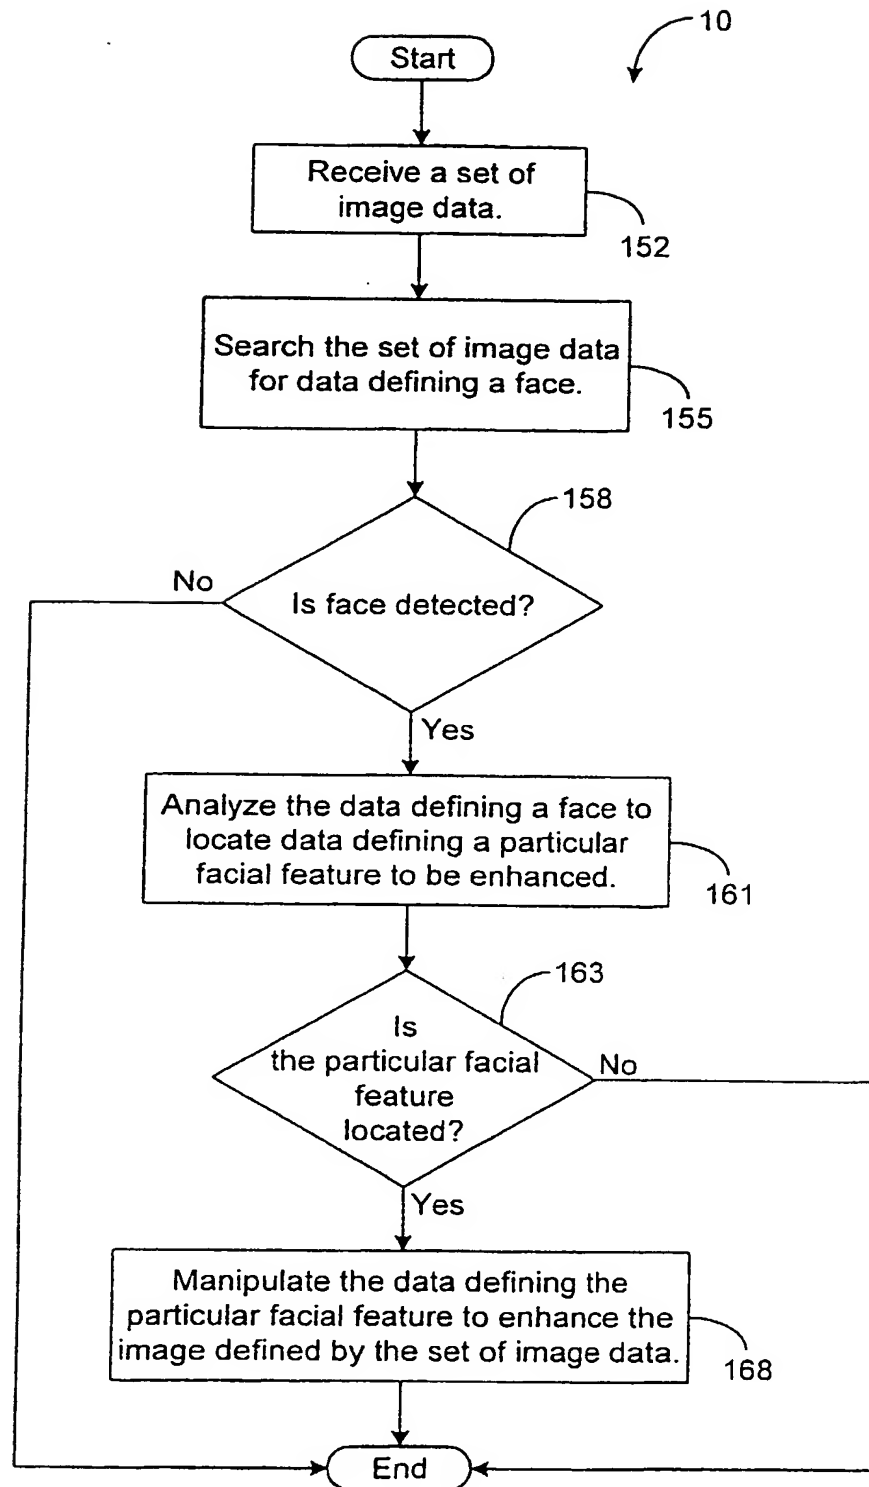 10
Start
Receive a set of
image data.
152
Search the set of image data
for data defining a face.
155
158
No
Is face detected?
Yes
Analyze the data defining a face to
locate data defining a particular
facial feature to be enhanced.
161
163
Is
the particular facial
feature
located?
No
Yes
Manipulate the data defining the
particular facial feature to enhance the
image defined by the set of image data.
168
End